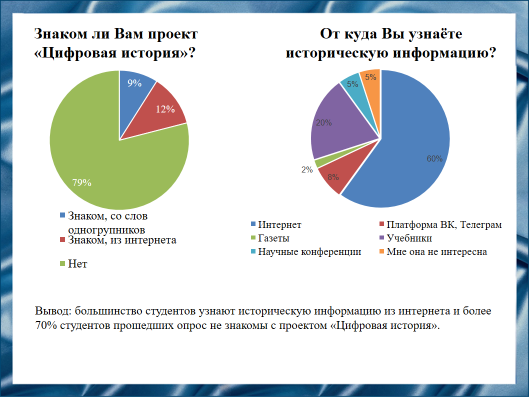 Знаком ли Вам проект
«Цифровая история»?
9%
12%
79%
Знаком, со слов
одногрупников
Знаком, из интернета
Нет
От куда Вы узнаёте
историческую информацию?
5%
5%
20%
2%
8%
60%
Интернет
Платформа ВК, Телеграм
Газеты
Учебники
Научные конференции
Мне она не интересна
Вывод: большинство студентов узнают историческую информацию из интернета и более
70% студентов прошедших опрос не знакомы с проектом «Цифровая история».